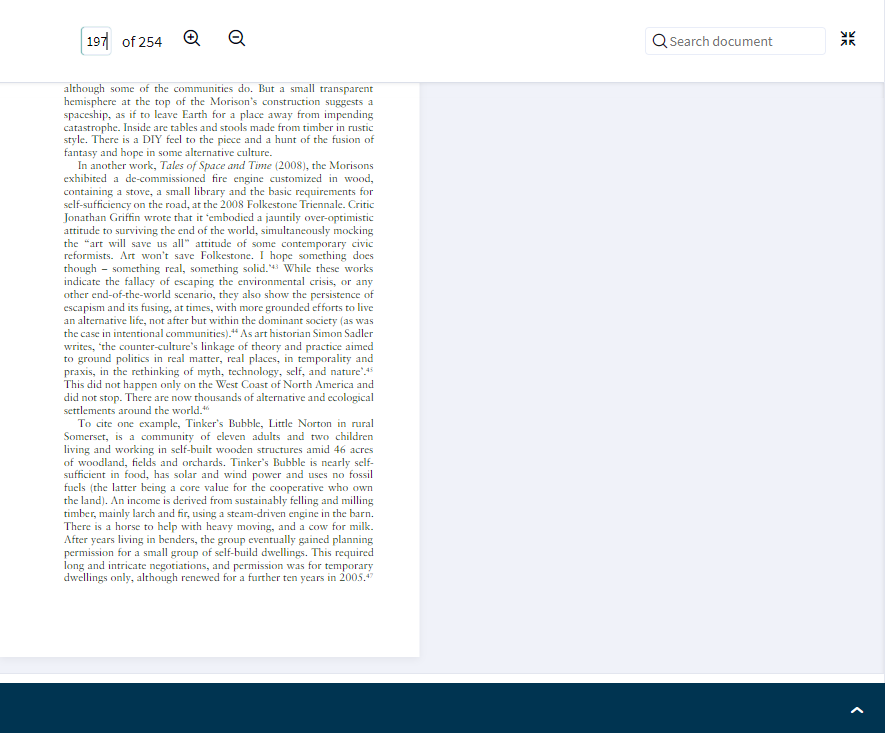 197 of 254
Search document
although some of the communities do. But a small transparent
hemisphere at the top of the Morison's construction suggests a
spaceship, as if to leave Earth for a place away from impending
catastrophe. Inside are tables and stools made from timber in rustic
style. There is a DIY feel to the piece and a hunt of the fusion of
fantasy and hope in some alternative culture.
In another work, Tales of Space and Time (2008), the Morisons
exhibited a de-commissioned fire engine customized in wood,
containing a stove, a small library and the basic requirements for
self-sufficiency on the road, at the 2008 Folkestone Triennale. Critic
Jonathan Griffin wrote that it ‘embodied a jauntily over-optimistic
attitude to surviving the end of the world, simultaneously mocking
the “art will save us all” attitude of some contemporary civic
reformists. Art won't save Folkestone. I hope something does
though – something real, something solid.’43 While these works
indicate the fallacy of escaping the environmental crisis, or any
other end-of-the-world scenario, they also show the persistence of
escapism and its fusing, at times, with more grounded efforts to live
an alternative life, not after but within the dominant society (as was
the case in intentional communities).44 As art historian Simon Sadler
writes, ‘the counter-culture's linkage of theory and practice aimed
to ground politics in real matter, real places, in temporality and
praxis, in the rethinking of myth, technology, self, and nature’.45
This did not happen only on the West Coast of North America and
did not stop. There are now thousands of alternative and ecological
settlements around the world.46
To cite one example, Tinker's Bubble, Little Norton in rural
Somerset, is a community of eleven adults and two children
living and working in self-built wooden structures amid 46 acres
of woodland, fields and orchards. Tinker's Bubble is nearly self-
sufficient in food, has solar and wind power and uses no fossil
fuels (the latter being a core value for the cooperative who own
the land). An income is derived from sustainably felling and milling
timber, mainly larch and fir, using a steam-driven engine in the barn.
There is a horse to help with heavy moving, and a cow for milk.
After years living in benders, the group eventually gained planning
permission for a small group of self-build dwellings. This required
long and intricate negotiations, and permission was for temporary
dwellings only, although renewed for a further ten years in 2005.47